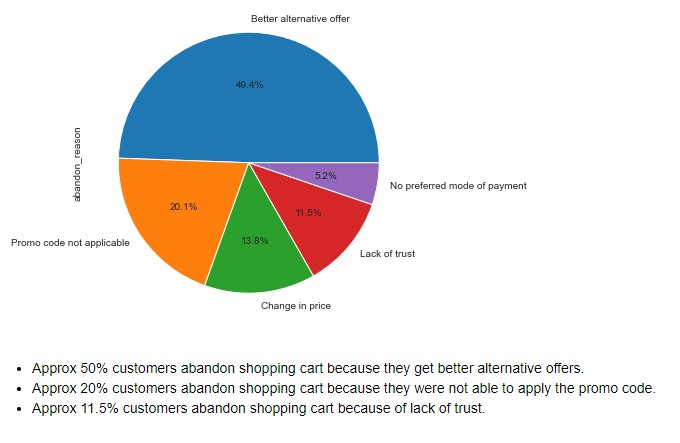 Better alternative offer
49.4%
abandon_reason
5.2%
No preferred mode of payment
20.1%
11.5%
Promo code not applicable
13.8%
Lack of trust
Change in price
• Approx 50% customers abandon shopping cart because they get better alternative offers.
• Approx 20% customers abandon shopping cart because they were not able to apply the promo code.
• Approx 11.5% customers abandon shopping cart because of lack of trust.